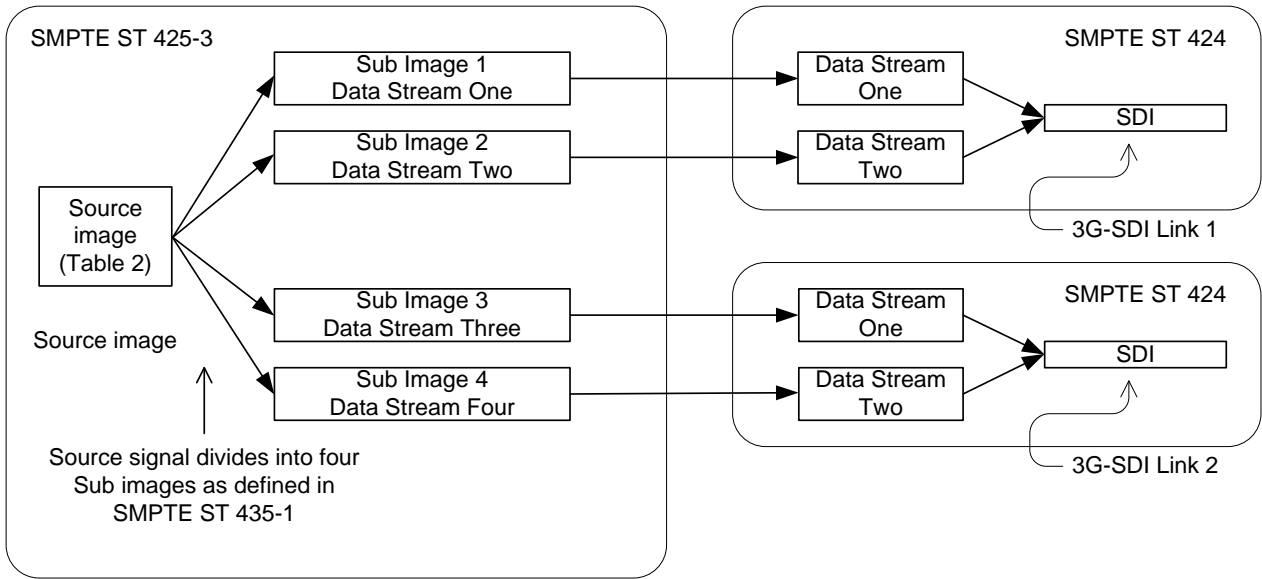 SMPTE ST 425-3
Sub Image 1
Data Stream One
Sub Image 2
Data Stream Two
Source
image
(Table 2)
Sub Image 3
Data Stream Three
Source image
Sub Image 4
Data Stream Four
Source signal divides into four
Sub images as defined in
SMPTE ST 435-1
SMPTE ST 424
Data Stream
One
SDI
Data Stream
Two
3G-SDI Link 1
SMPTE ST 424
Data Stream
One
SDI
Data Stream
Two
3G-SDI Link 2